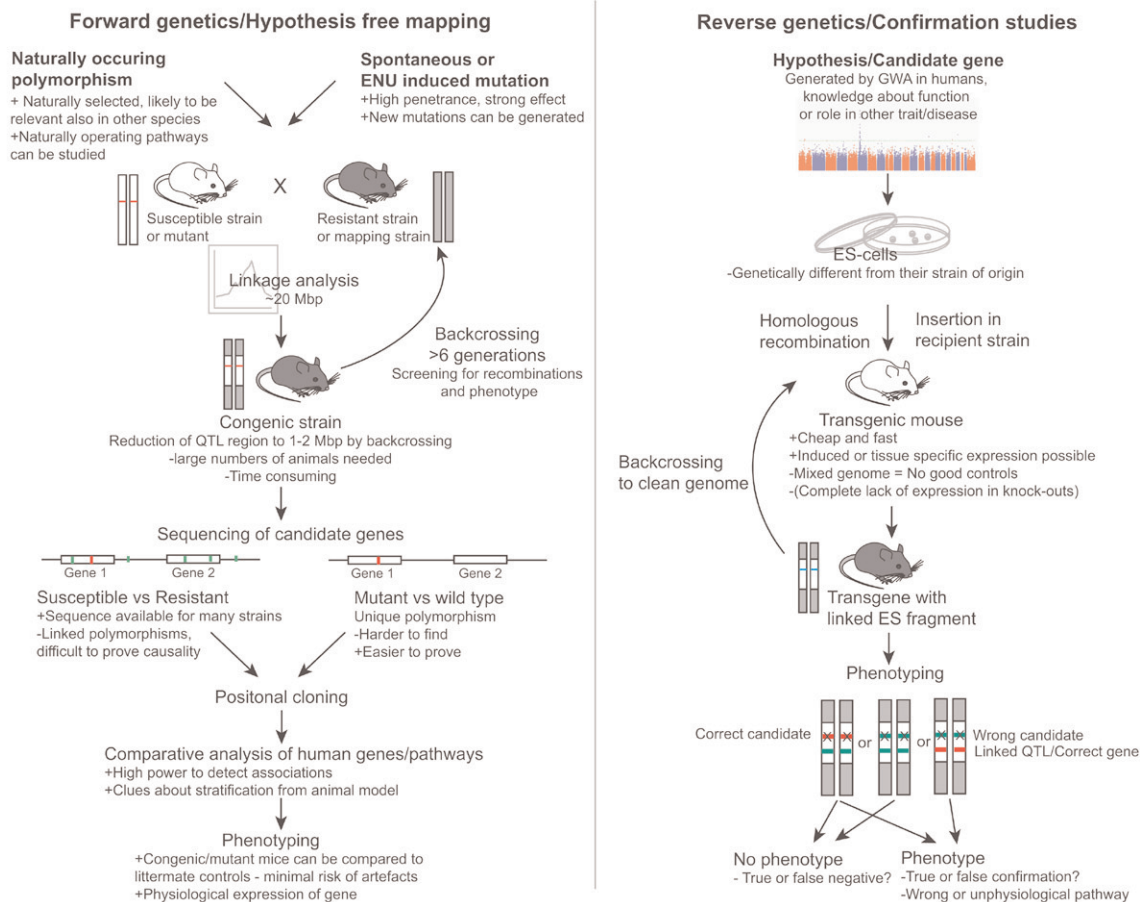 Forward genetics/Hypothesis free mapping
Naturally occuring
polymorphism
+ Naturally selected, likely to be
relevant also in other species
+Naturally operating pathways
can be studied
Spontaneous or
ENU induced mutation
+High penetrance, strong effect
+New mutations can be generated
X
Susceptible strain
or mutant
Resistant strain
or mapping strain
Linkage analysis
~20 Mbp
Backcrossing
>6 generations
Screening for recombinations
and phenotype
Congenic strain
Reduction of QTL region to 1-2 Mbp by backcrossing
-large numbers of animals needed
-Time consuming
Sequencing of candidate genes
Gene 1
Gene 2
Gene 1
Gene 2
Susceptible vs Resistant
+Sequence available for many strains
-Linked polymorphisms,
difficult to prove causality
Mutant vs wild type
Unique polymorphism
-Harder to find
+Easier to prove
Positonal cloning
Comparative analysis of human genes/pathways
+High power to detect associations
+Clues about stratification from animal model
Phenotyping
+Congenic/mutant mice can be compared to
littermate controls - minimal risk of artefacts
+Physiological expression of gene
Reverse genetics/Confirmation studies
Hypothesis/Candidate gene
Generated by GWA in humans,
knowledge about function
or role in other trait/disease
ES-cells
-Genetically different from their strain of origin
Homologous
recombination
Insertion in
recipient strain
Transgenic mouse
+Cheap and fast
+Induced or tissue specific expression possible
-Mixed genome = No good controls
-(Complete lack of expression in knock-outs)
Backcrossing
to clean genome
Transgene with
linked ES fragment
Phenotyping
Correct candidate
or
or
Wrong candidate
Linked QTL/Correct gene
No phenotype
- True or false negative?
Phenotype
-True or false confirmation?
-Wrong or unphysiological pathway